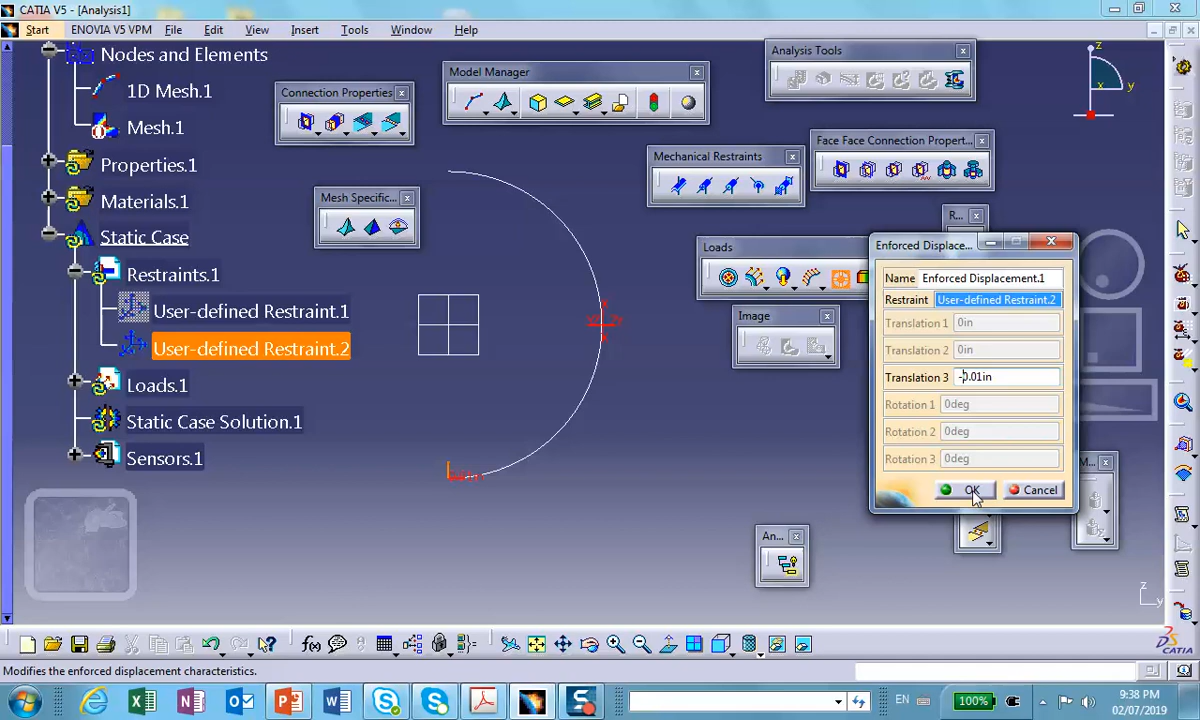 CATIA V5 - [Analysis1]
Start ENOVIA V5 VPM File Edit View Insert Tools Window Help
Nodes and Elements
1D Mesh.1
Mesh.1
Properties.1
Materials.1
Static Case
Restraints.1
User-defined Restraint.1
User-defined Restraint.2
Loads.1
Static Case Solution.1
Sensors.1
Connection Properties
Model Manager
Analysis Tools
Mechanical Restraints
Face Face Connection Propert...
Mesh Specific...
R...
Loads
Image
An...
M...
z
x
y
Enforced Displace...
Name Enforced Displacement.1
Restraint User-defined Restraint.2
Translation 1 0in
Translation 2 0in
Translation 3 -0.01in
Rotation 1 0deg
Rotation 2 0deg
Rotation 3 0deg
OK Cancel
z
y
f(x)
CATIA
Modifies the enforced displacement characteristics.
EN 100% 9:38 PM
02/07/2019